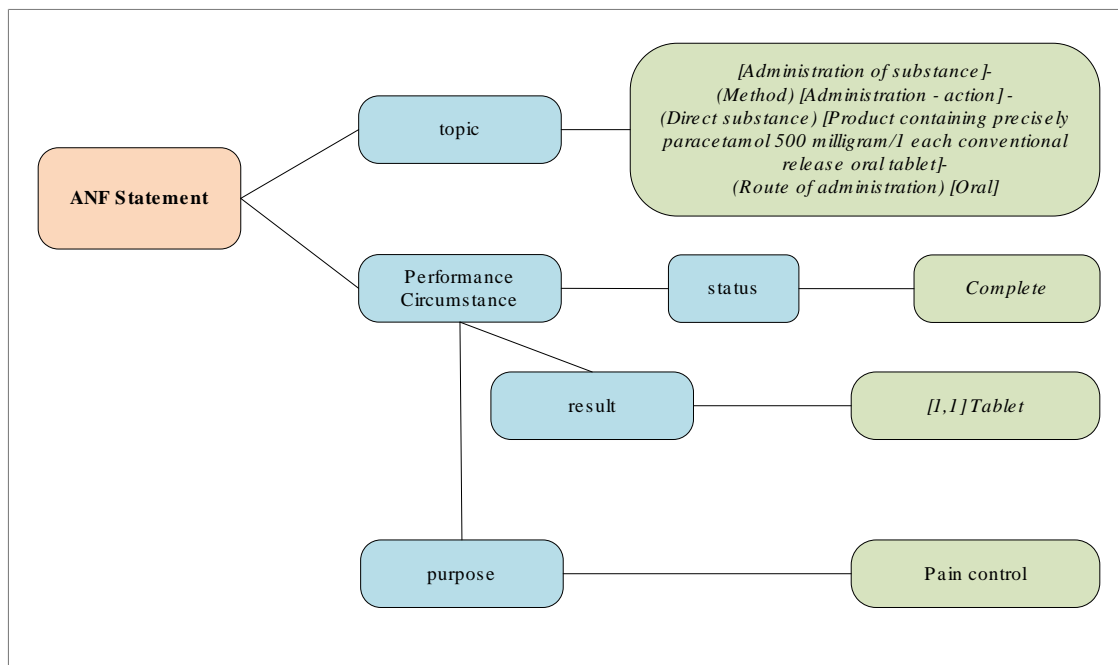 [Administration of substace]-
(Method) [Administration - action] -
(Direct substance) [Product containing precisely
paracetamol 500 milligram/1 each conventional
release oral tablet]-
(Route of administration) [Oral]
topic
ANF Statement
Performance
Circumstance
status
Complete
result
[1,1] Tablet
purpose
Pain control